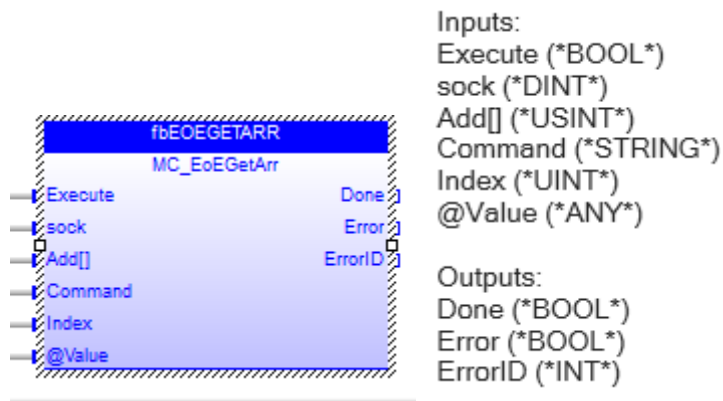 fbEOEGETARR
MC_EoEGetArr
Execute Done
sock Error
Add[] ErrorID
Command
Index
@Value
Inputs:
Execute (*BOOL*)
sock (*DINT*)
Add[] (*USINT*)
Command (*STRING*)
Index (*UINT*)
@Value (*ANY*)
Outputs:
Done (*BOOL*)
Error (*BOOL*)
ErrorID (*INT*)